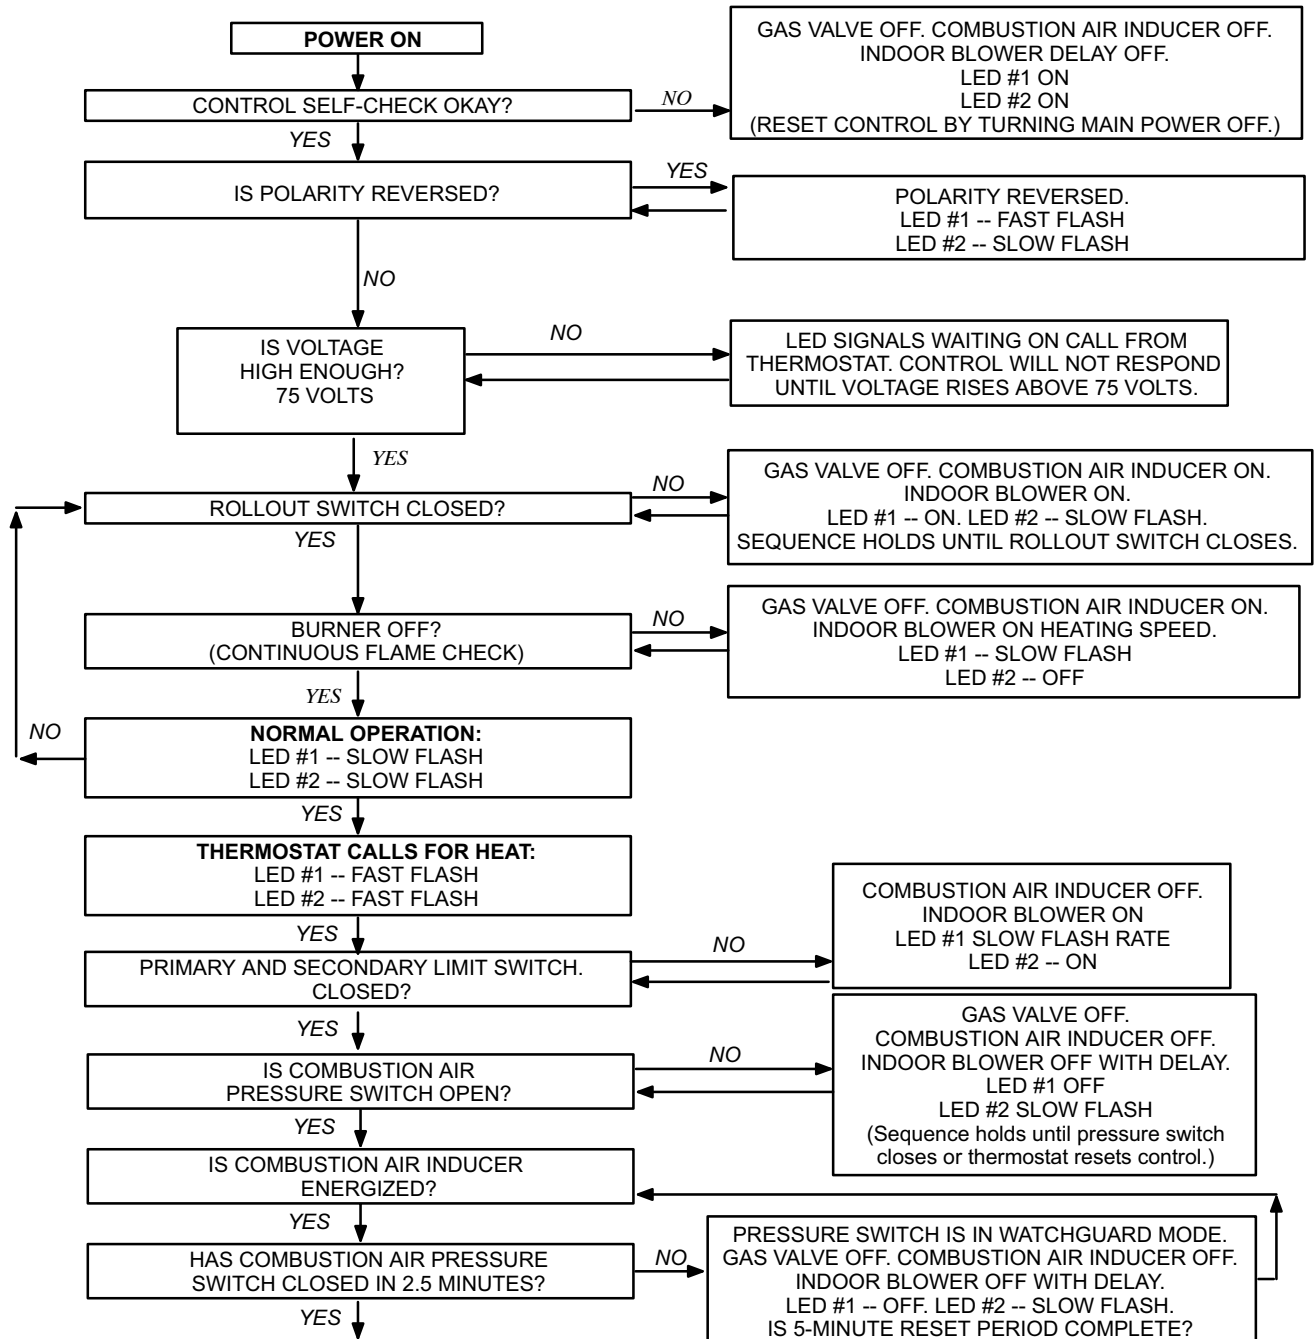 POWER ON
GAS VALVE OFF. COMBUSTION AIR INDUCER OFF.
INDOOR BLOWER DELAY OFF.
LED #1 ON
LED #2 ON
(RESET CONTROL BY TURNING MAIN POWER OFF.)
CONTROL SELF-CHECK OKAY?
NO
YES
IS POLARITY REVERSED?
YES
POLARITY REVERSED.
LED #1 -- FAST FLASH
LED #2 -- SLOW FLASH
NO
IS VOLTAGE
HIGH ENOUGH?
75 VOLTS
NO
LED SIGNALS WAITING ON CALL FROM
THERMOSTAT. CONTROL WILL NOT RESPOND
UNTIL VOLTAGE RISES ABOVE 75 VOLTS.
YES
ROLLOUT SWITCH CLOSED?
NO
GAS VALVE OFF. COMBUSTION AIR INDUCER ON.
INDOOR BLOWER ON.
LED #1 -- ON. LED #2 -- SLOW FLASH.
SEQUENCE HOLDS UNTIL ROLLOUT SWITCH CLOSES.
YES
BURNER OFF?
(CONTINUOUS FLAME CHECK)
NO
GAS VALVE OFF. COMBUSTION AIR INDUCER ON.
INDOOR BLOWER ON HEATING SPEED.
LED #1 -- SLOW FLASH
LED #2 -- OFF
YES
NO
NORMAL OPERATION:
LED #1 -- SLOW FLASH
LED #2 -- SLOW FLASH
YES
THERMOSTAT CALLS FOR HEAT:
LED #1 -- FAST FLASH
LED #2 -- FAST FLASH
YES
PRIMARY AND SECONDARY LIMIT SWITCH.
CLOSED?
NO
COMBUSTION AIR INDUCER OFF.
INDOOR BLOWER ON
LED #1 SLOW FLASH RATE
LED #2 -- ON
YES
IS COMBUSTION AIR
PRESSURE SWITCH OPEN?
NO
GAS VALVE OFF.
COMBUSTION AIR INDUCER OFF.
INDOOR BLOWER OFF WITH DELAY.
LED #1 OFF
LED #2 SLOW FLASH
(Sequence holds until pressure switch
closes or thermostat resets control.)
YES
IS COMBUSTION AIR INDUCER
ENERGIZED?
YES
HAS COMBUSTION AIR PRESSURE
SWITCH CLOSED IN 2.5 MINUTES?
NO
PRESSURE SWITCH IS IN WATCHGUARD MODE.
GAS VALVE OFF. COMBUSTION AIR INDUCER OFF.
INDOOR BLOWER OFF WITH DELAY.
LED #1 -- OFF. LED #2 -- SLOW FLASH.
IS 5-MINUTE RESET PERIOD COMPLETE?
YES